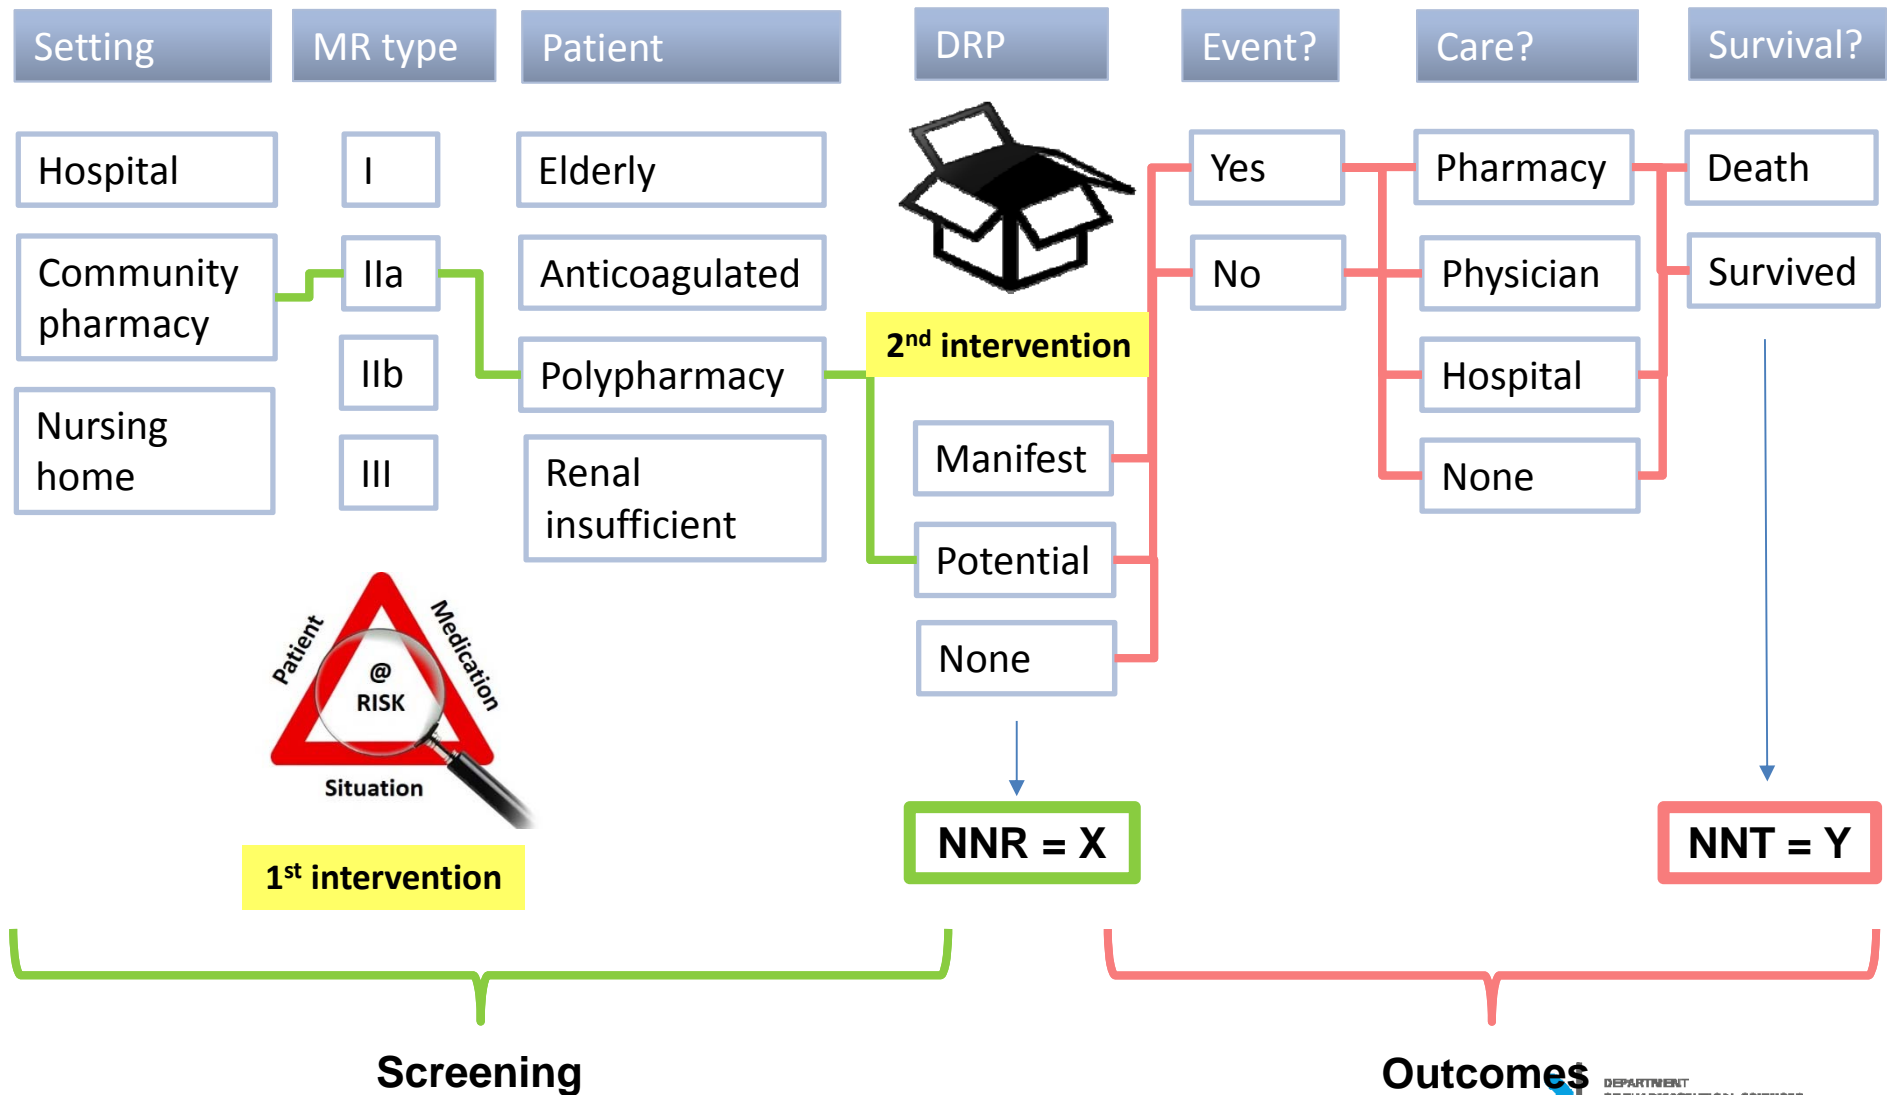 Setting
MR type
Patient
DRP
Event?
Care?
Survival?
Hospital
Community
pharmacy
Nursing
home
I
IIa
IIb
III
Elderly
Anticoagulated
Polypharmacy
Renal
insufficient
2nd intervention
Manifest
Potential
None
Yes
No
Pharmacy
Physician
Hospital
None
Death
Survived
Patient
Medication
@
RISK
Situation
1st intervention
NNR = X
NNT = Y
Screening
Outcomes
DEPARTMENT